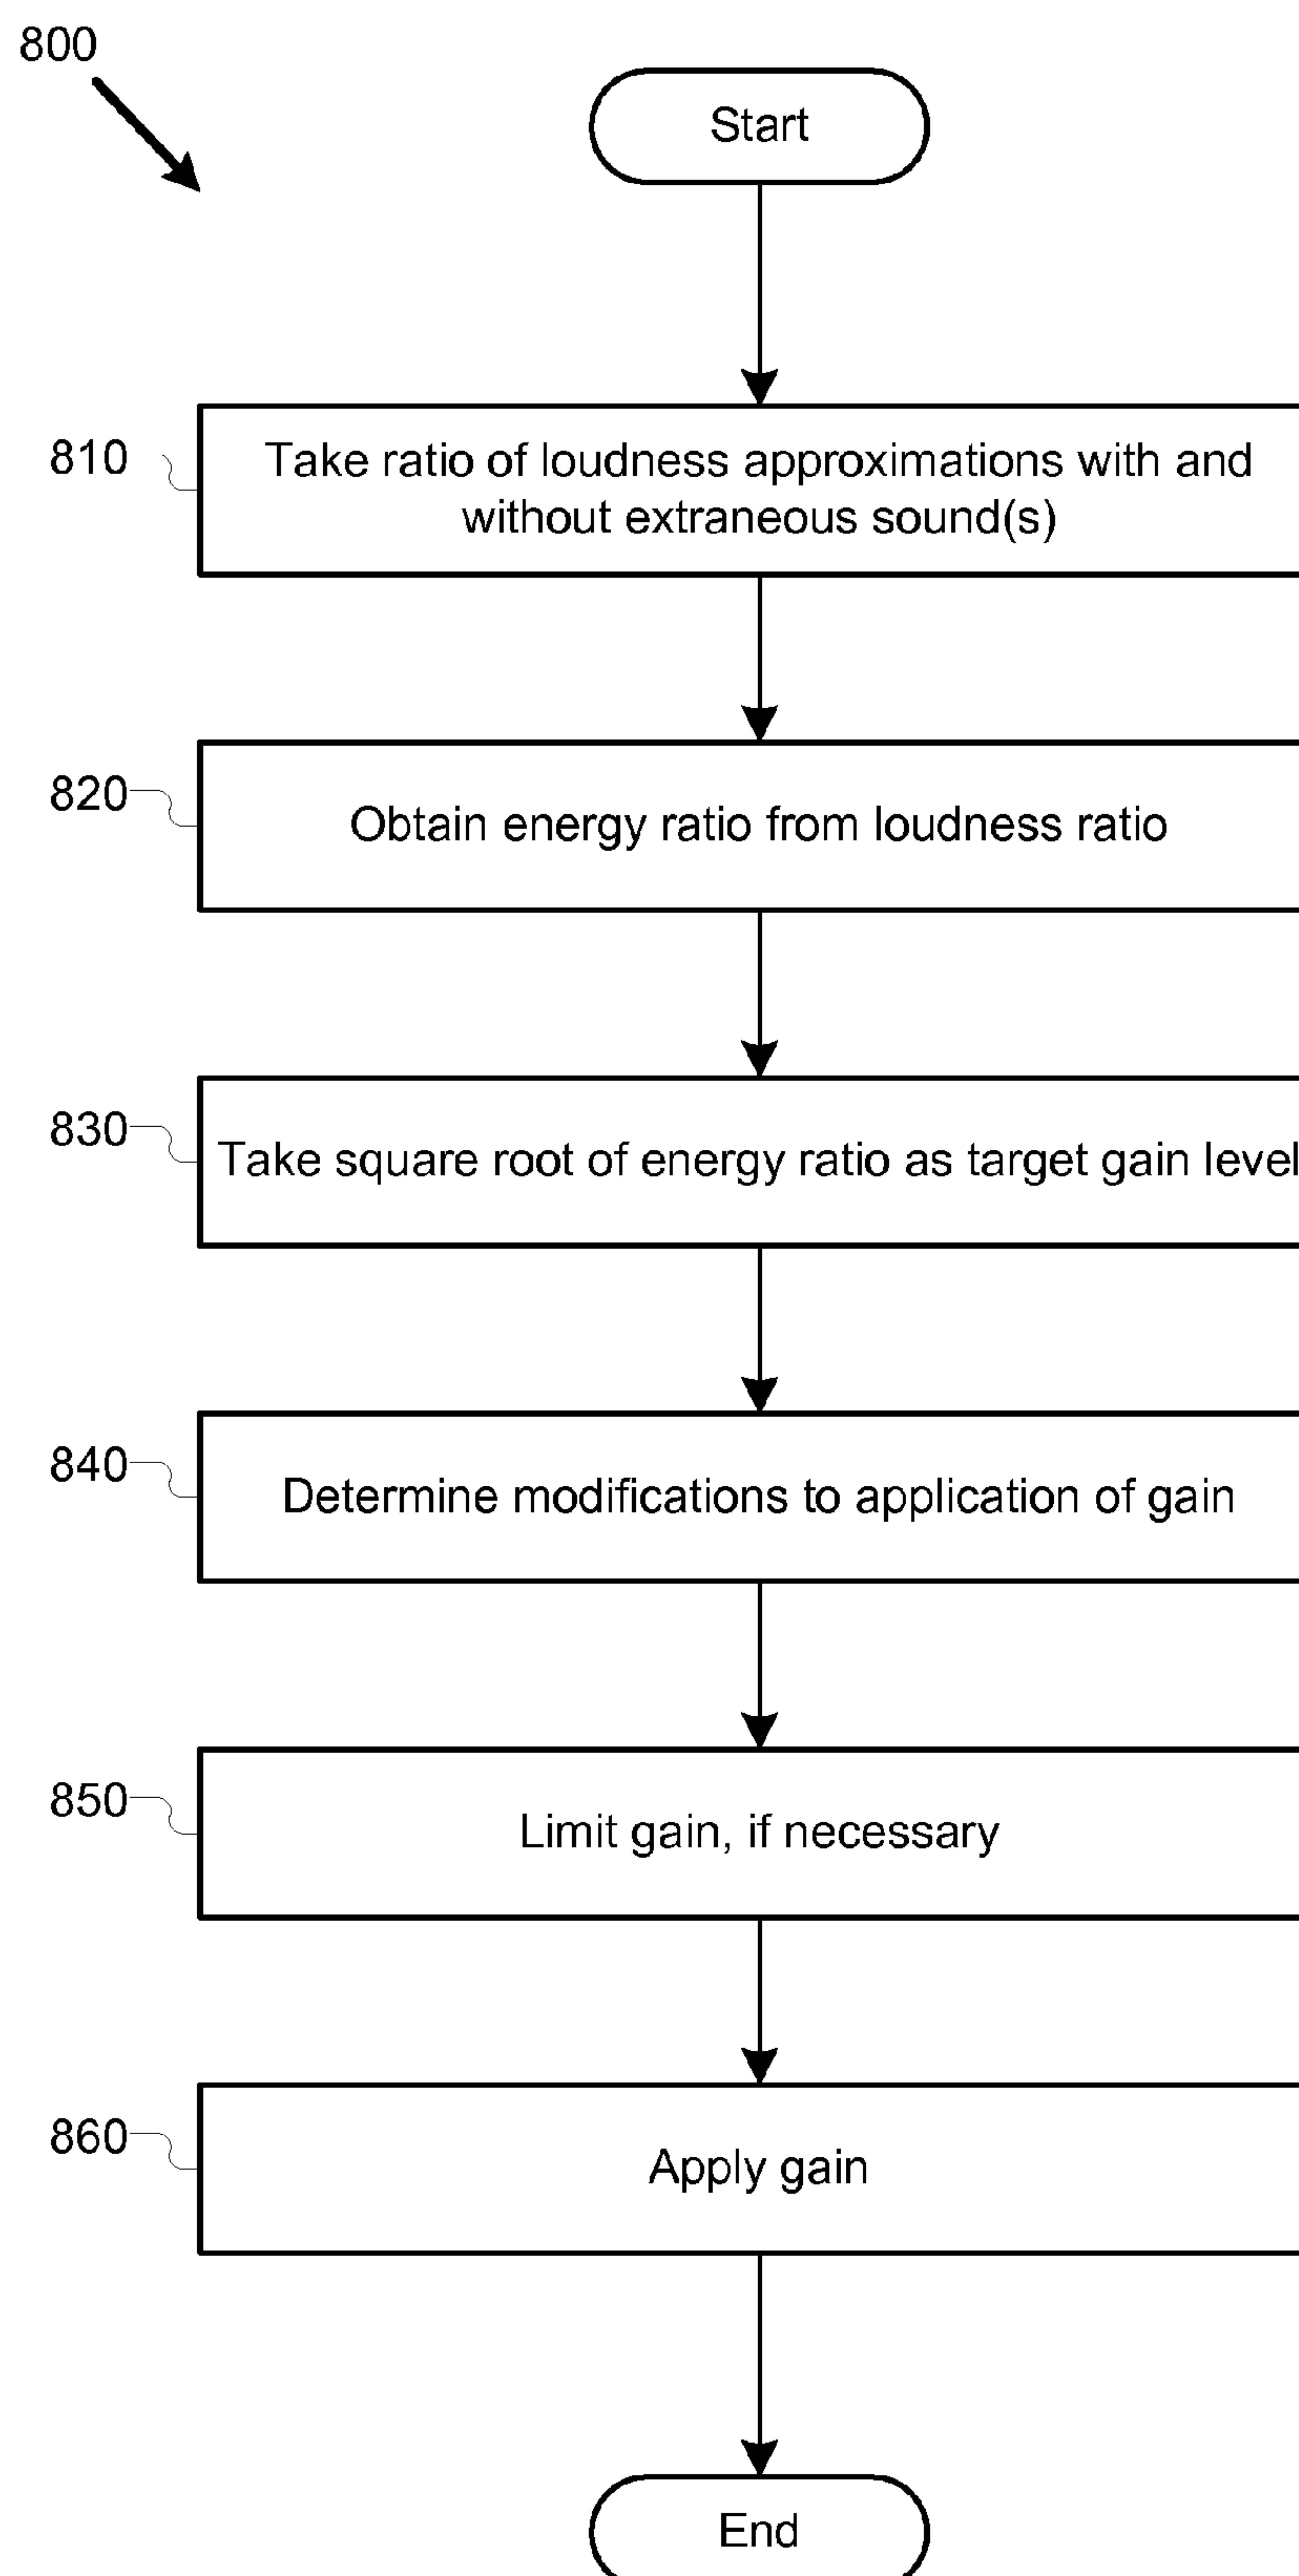 800
Start
810
Take ratio of loudness approximations with and
without extraneous sound(s)
820
Obtain energy ratio from loudness ratio
830
Take square root of energy ratio as target gain level
840
Determine modifications to application of gain
850
Limit gain, if necessary
860
Apply gain
End